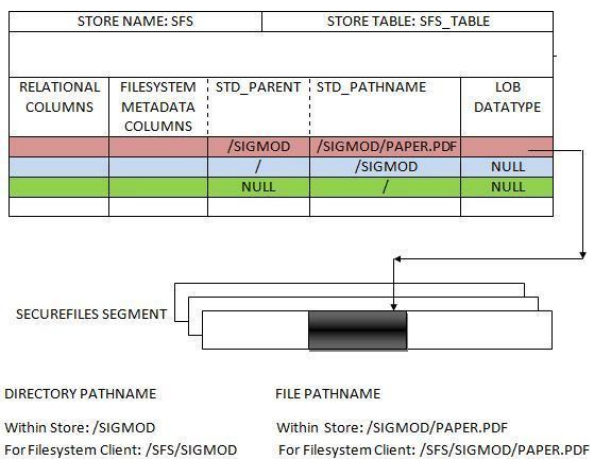 STORE NAME: SFS STORE TABLE: SFS_TABLE
RELATIONAL COLUMNS FILESYSTEM METADATA COLUMNS STD_PARENT STD_PATHNAME LOB DATATYPE
/SIGMOD /SIGMOD/PAPER.PDF
/ /SIGMOD NULL
NULL / NULL
SECUREFILES SEGMENT
DIRECTORY PATHNAME FILE PATHNAME
Within Store: /SIGMOD Within Store: /SIGMOD/PAPER.PDF
For Filesystem Client: /SFS/SIGMOD For Filesystem Client: /SFS/SIGMOD/PAPER.PDF